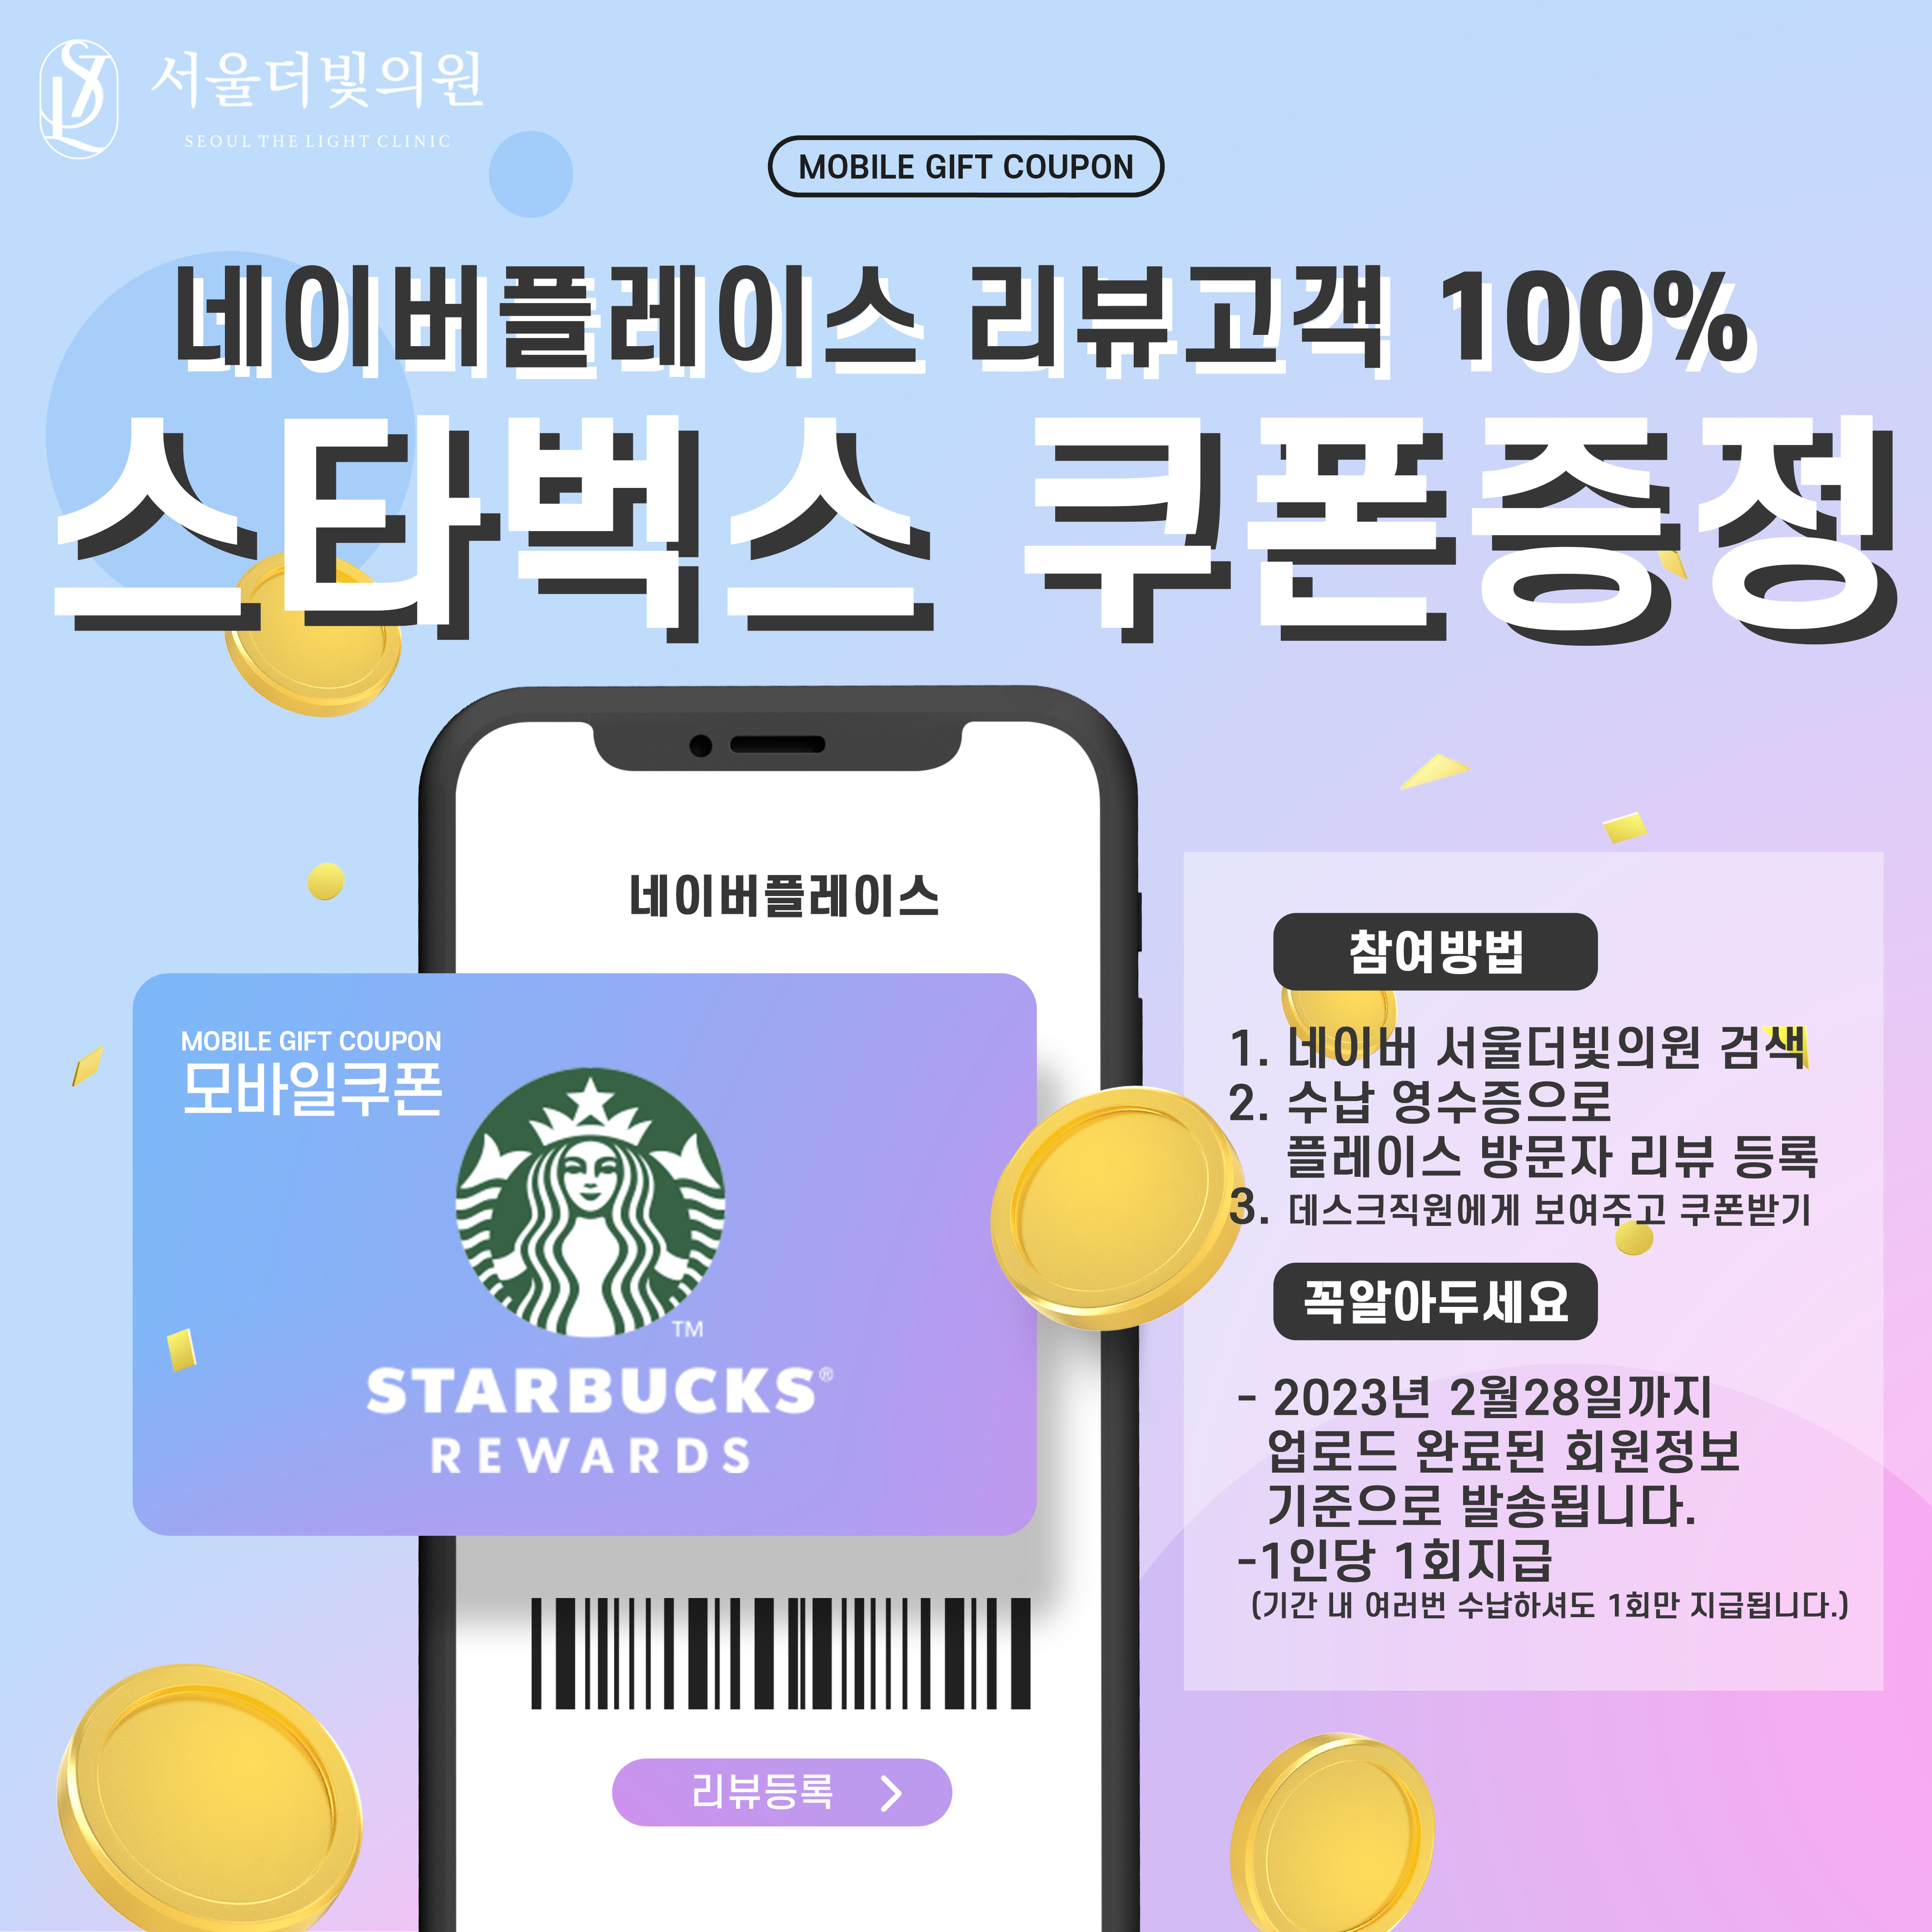 서울더빛의원
SEOUL THE LIGHT CLINIC
MOBILE GIFT COUPON
네이버플레이스 리뷰고객 100%
스타벅스 쿠폰증정
네이버플레이스
MOBILE GIFT COUPON
모바일쿠폰
TM
STARBUCKS®
REWARDS
리뷰등록
참여방법
1. 네이버 서울더빛의원 검색
2. 수납 영수증으로
플레이스 방문자 리뷰 등록
3. 데스크직원에게 보여주고 쿠폰받기
꼭알아두세요
- 2023년 2월28일까지
업로드 완료된 회원정보
기준으로 발송됩니다.
-1인당 1회지급
(기간 내 여러번 수납하셔도 1회만 지급됩니다.)